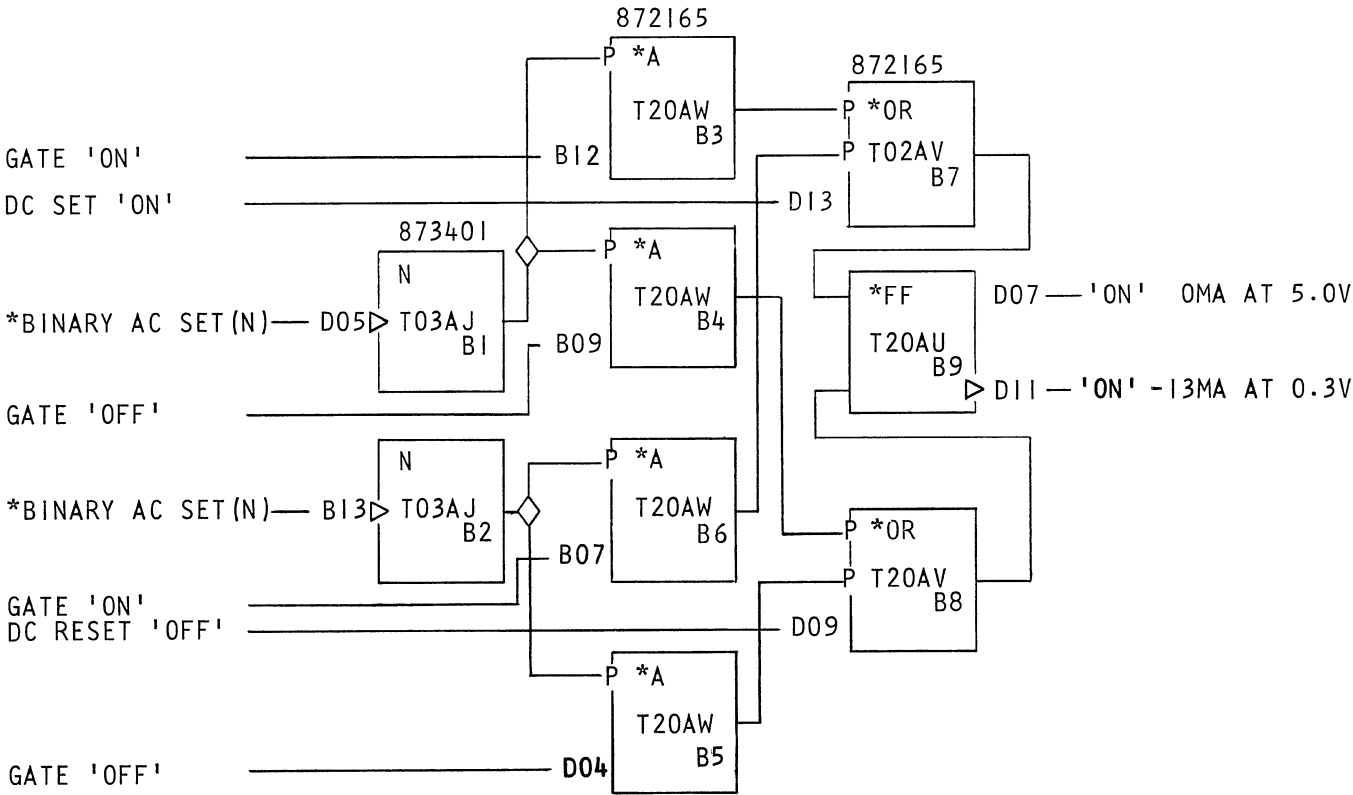 872165
P *A
T20AW
B3
872165
P *OR
P T02AV
B7
GATE 'ON'
B12
DC SET 'ON'
D13
873401
N
*BINARY AC SET(N) D05 T03AJ
B1
P *A
T20AW
B4
B09
*FF
T20AU
B9
D07 — 'ON' 0MA AT 5.0V
D11 — 'ON' -13MA AT 0.3V
GATE 'OFF'
N
*BINARY AC SET(N) B13 T03AJ
B2
P *A
T20AW
B6
B07
P *OR
P T20AV
B8
GATE 'ON'
DC RESET 'OFF'
D09
P *A
T20AW
B5
GATE 'OFF'
D04